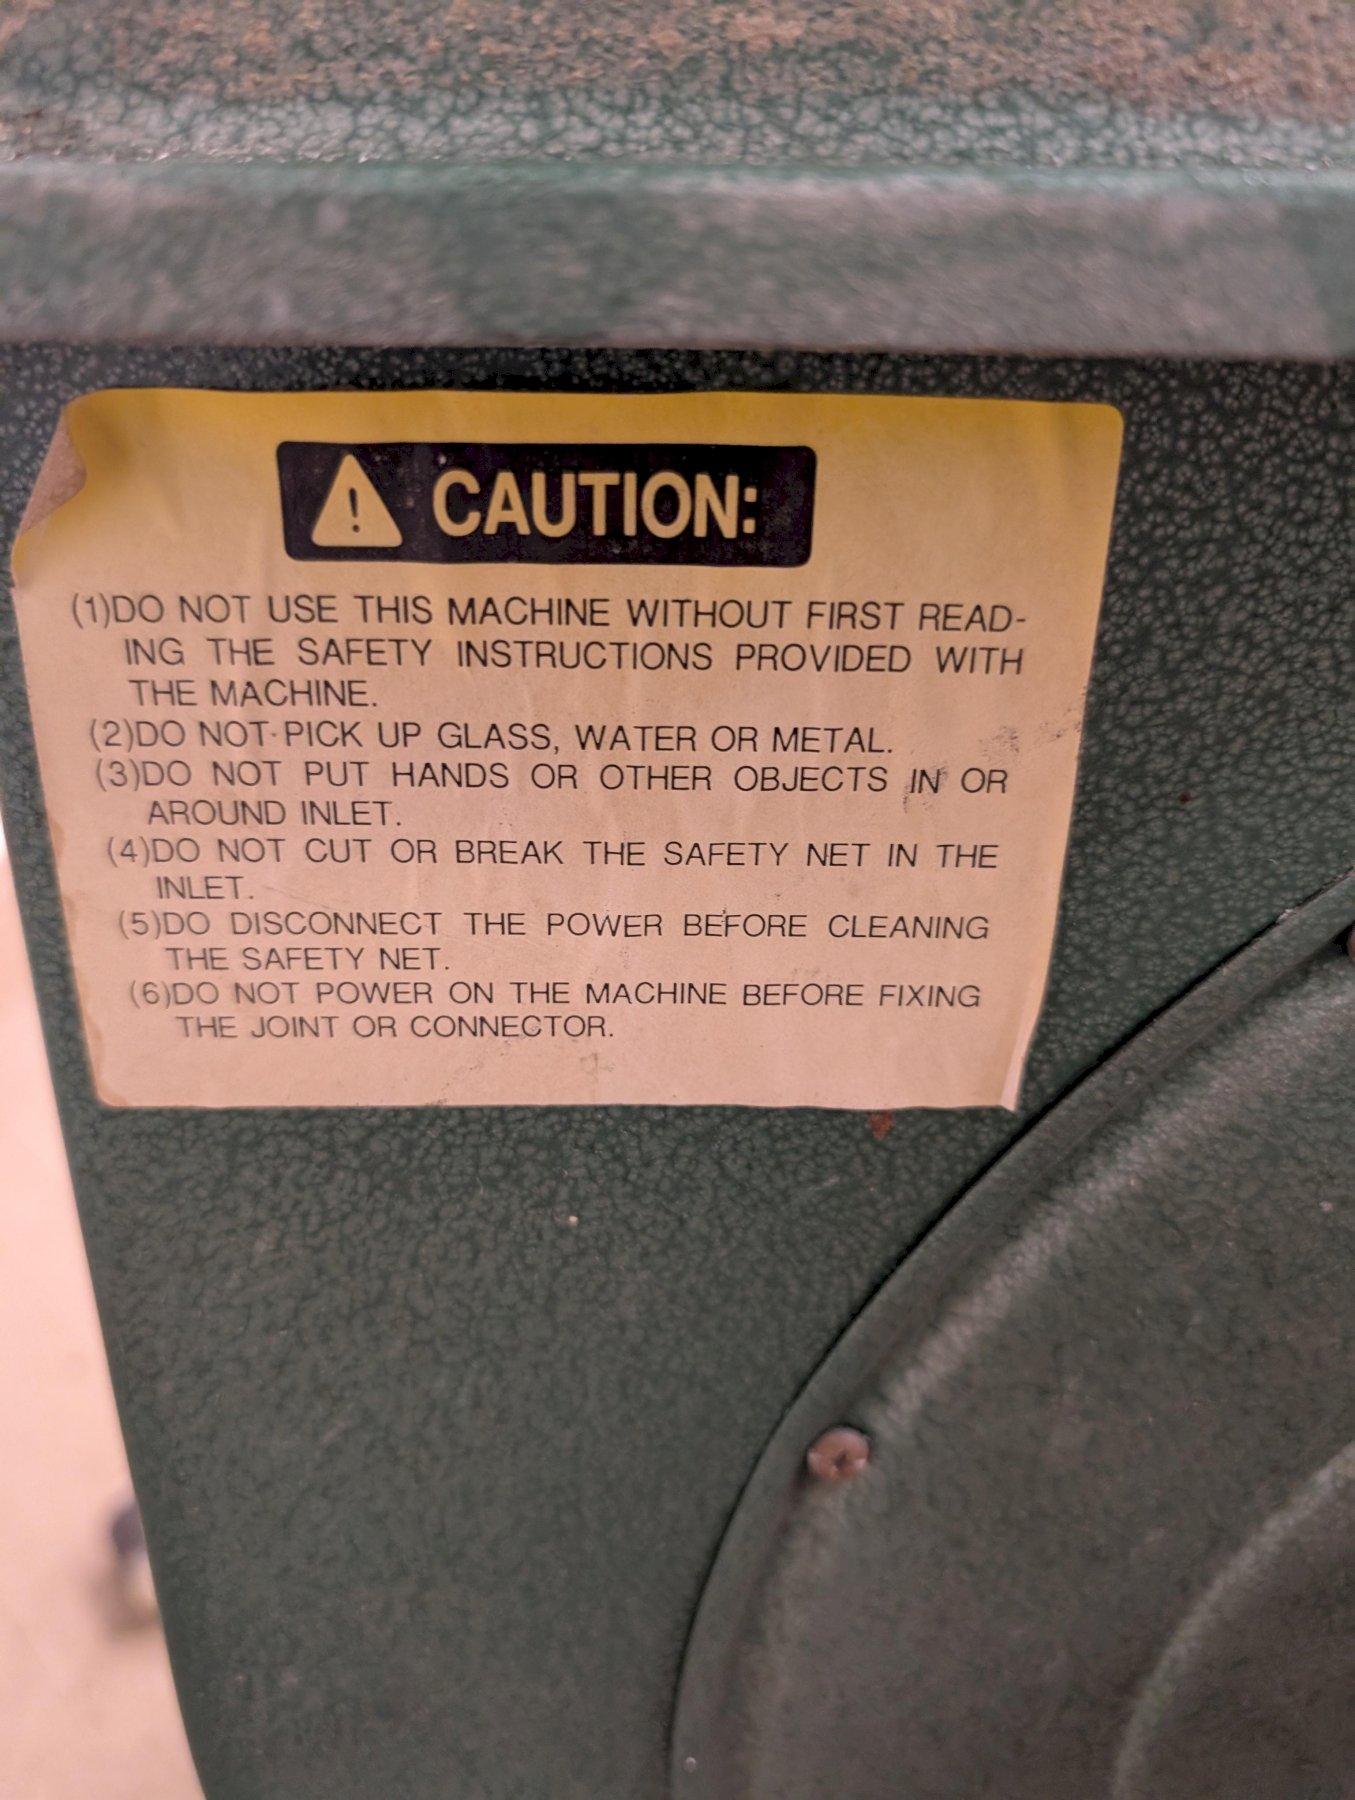 CAUTION:
(1)DO NOT USE THIS MACHINE WITHOUT FIRST READ-
ING THE SAFETY INSTRUCTIONS PROVIDED WITH
THE MACHINE.
(2)DO NOT PICK UP GLASS, WATER OR METAL.
(3)DO NOT PUT HANDS OR OTHER OBJECTS IN OR
AROUND INLET.
(4)DO NOT CUT OR BREAK THE SAFETY NET IN THE
INLET.
(5)DO DISCONNECT THE POWER BEFORE CLEANING
THE SAFETY NET.
(6)DO NOT POWER ON THE MACHINE BEFORE FIXING
THE JOINT OR CONNECTOR.